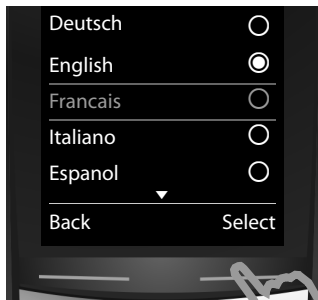 Deutsch
English
Francais
Italiano
Espanol
Back Select